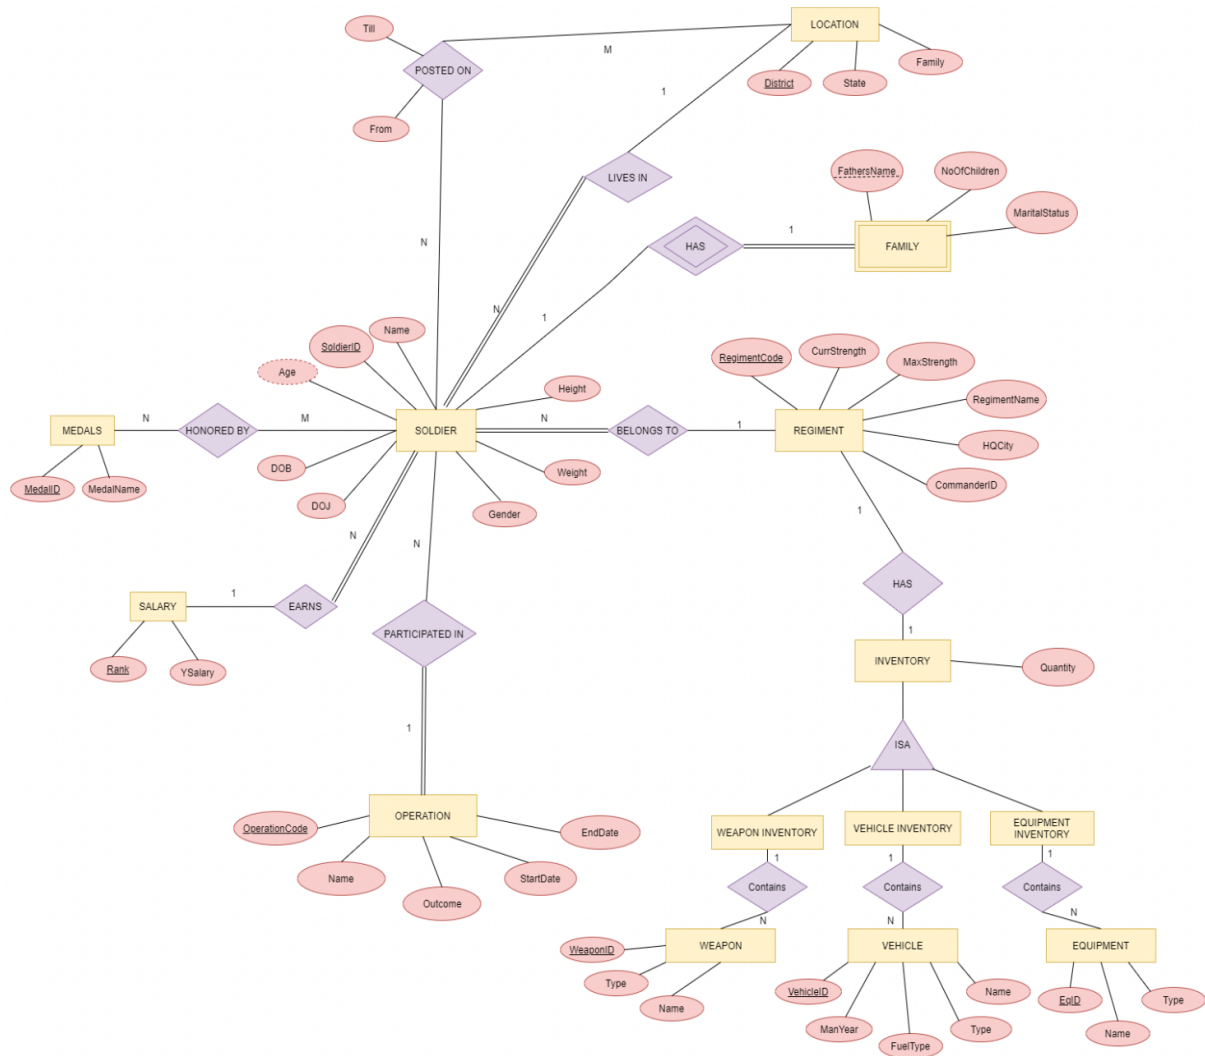 LOCATION
Till
M
POSTED ON
Family
District
State
1
From
LIVES IN
FathersName
NoOfChildren
MaritalStatus
N
1
HAS
FAMILY
N
1
Name
SoldierID
Age
RegimentCode
CurrStrength
MaxStrength
Height
RegimentName
MEDALS
N
HONORED BY
M
SOLDIER
N
BELONGS TO
1
REGIMENT
HQCity
DOB
Weight
MedalID
MedalName
CommanderID
DOJ
Gender
1
N
N
HAS
SALARY
1
EARNS
PARTICIPATED IN
1
INVENTORY
Quantity
Rank
YSalary
1
ISA
OPERATION
OperationCode
EndDate
WEAPON INVENTORY
VEHICLE INVENTORY
EQUIPMENT
INVENTORY
1
1
1
Name
StartDate
Outcome
Contains
Contains
Contains
N
N
N
WeaponID
WEAPON
VEHICLE
EQUIPMENT
Type
Name
VehicleID
Name
EqID
Type
ManYear
FuelType
Type
Name